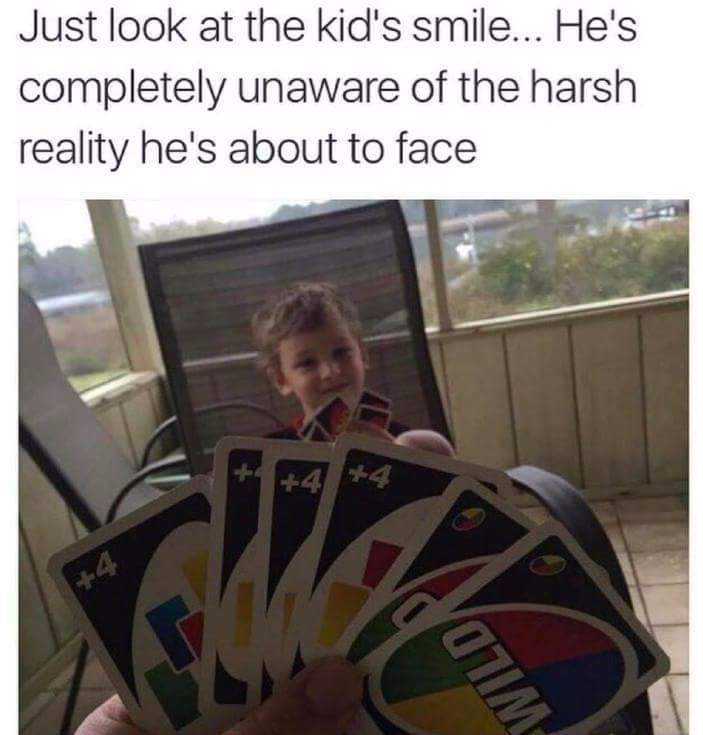 Just look at the kid's smile... He's
completely unaware of the harsh
reality he's about to face
+4
+4
+4
+4
WILD